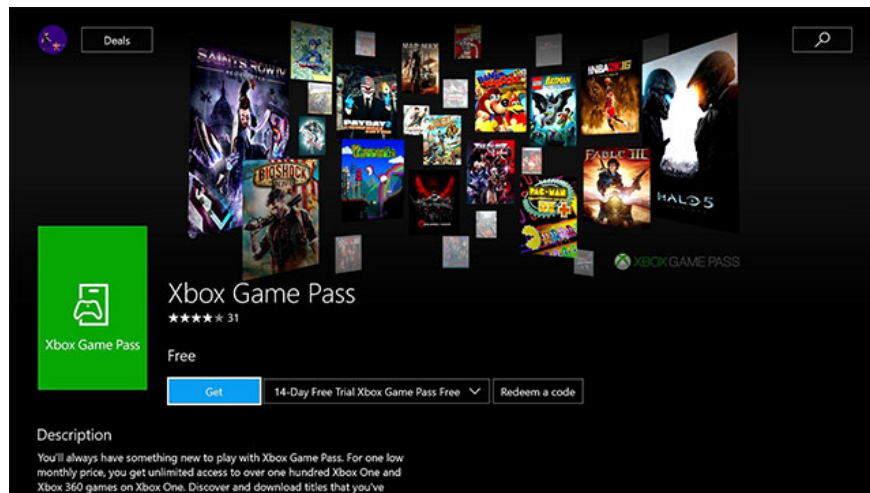 Deals
SAINTS ROW IV
MAD MAX
PAYDAY 2
BATMAN
NBA 2K16
Terraria
BIOSHOCK
PAC-MAN
FABLE III
HALO 5
XBOX GAME PASS
Xbox Game Pass
Xbox Game Pass
31
Free
Get
14-Day Free Trial Xbox Game Pass Free
Redeem a code
Description
You'll always have something new to play with Xbox Game Pass. For one low
monthly price, you get unlimited access to over one hundred Xbox One and
Xbox 360 games on Xbox One. Discover and download titles that you've